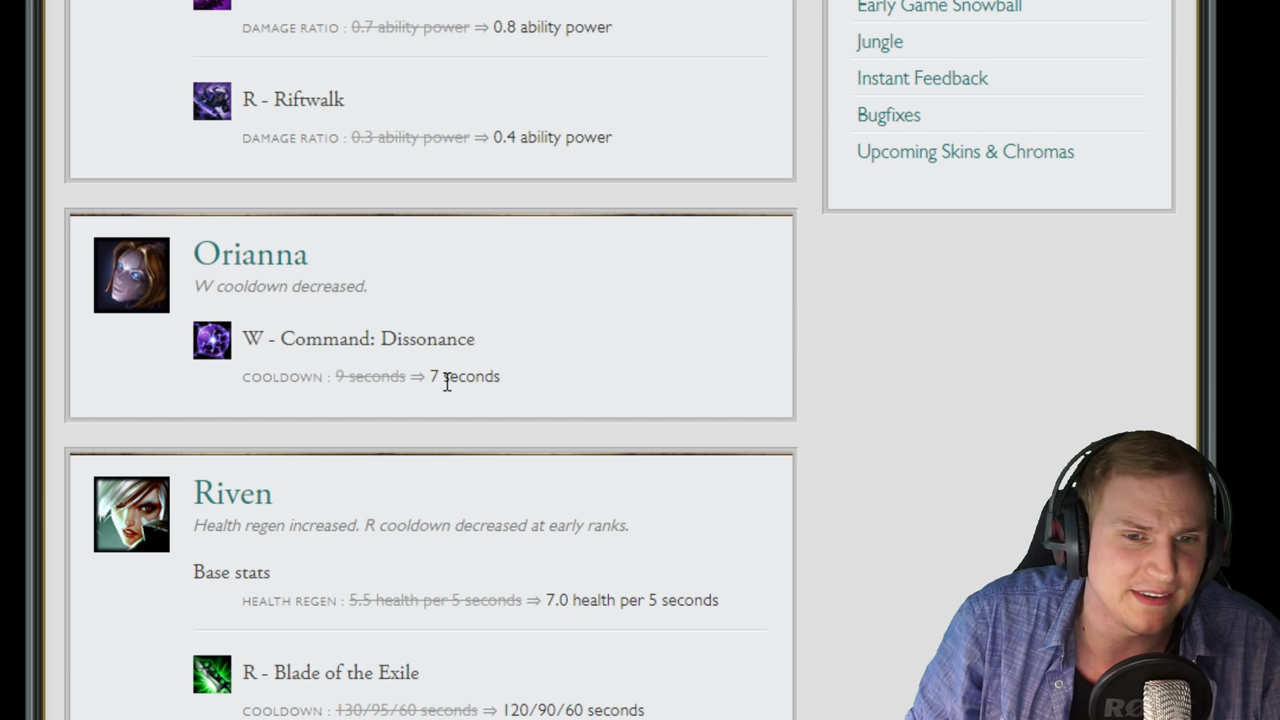 DAMAGE RATIO : 0.7 ability power ⇒ 0.8 ability power
R - Riftwalk
DAMAGE RATIO : 0.3 ability power ⇒ 0.4 ability power
Orianna
W cooldown decreased.
W - Command: Dissonance
COOLDOWN : 9 seconds ⇒ 7 seconds
Riven
Health regen increased. R cooldown decreased at early ranks.
Base stats
HEALTH REGEN : 5.5 health per 5 seconds ⇒ 7.0 health per 5 seconds
R - Blade of the Exile
COOLDOWN : 130/95/60 seconds ⇒ 120/90/60 seconds
Early Game Snowball
Jungle
Instant Feedback
Bugfixes
Upcoming Skins & Chromas